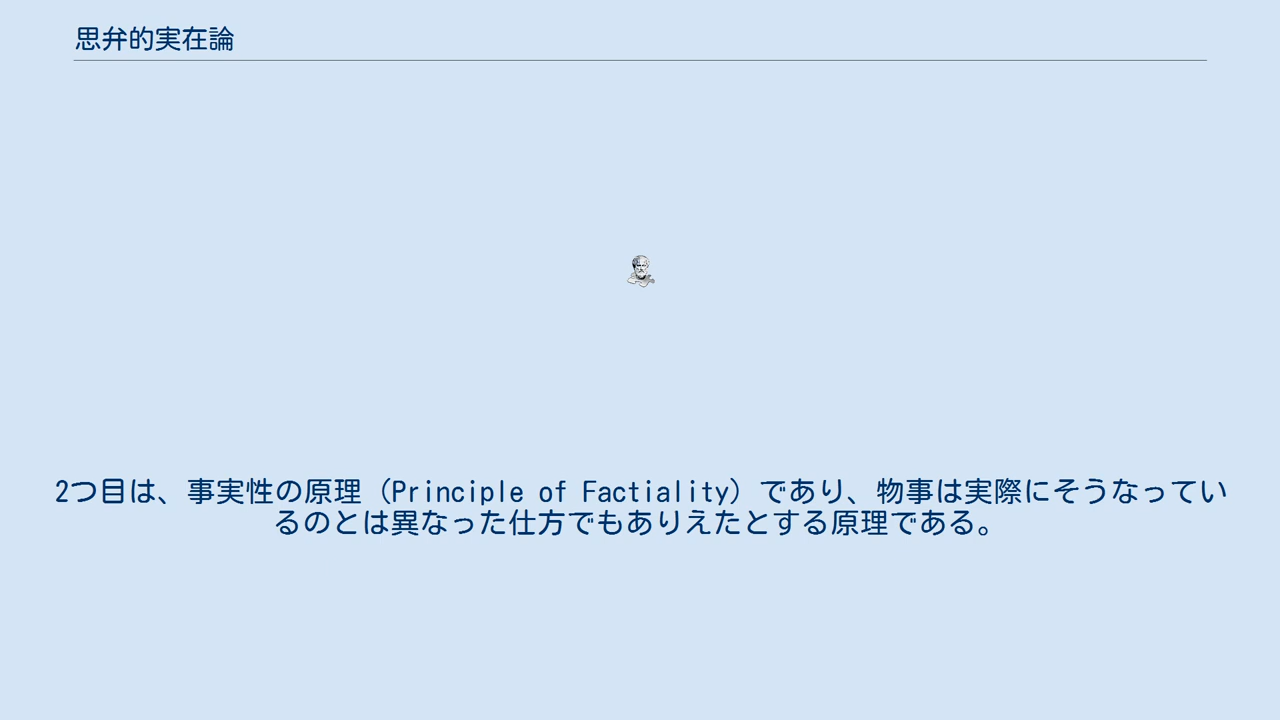 思弁的実在論
2つ目は、事実性の原理（Principle of Factiality）であり、物事は実際にそうなってい
るのとは異なった仕方でもありえたとする原理である。